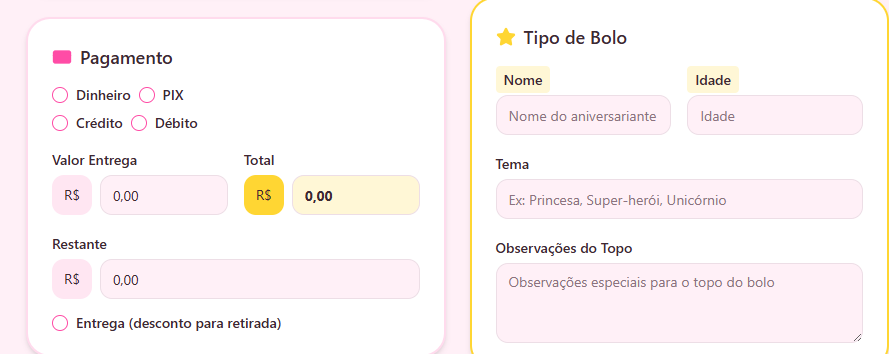 Pagamento
Dinheiro PIX
Crédito Débito
Valor Entrega Total
R$ 0,00 R$ 0,00
Restante
R$ 0,00
Entrega (desconto para retirada)
Tipo de Bolo
Nome Idade
Nome do aniversariante Idade
Tema
Ex: Princesa, Super-herói, Unicórnio
Observações do Topo
Observações especiais para o topo do bolo